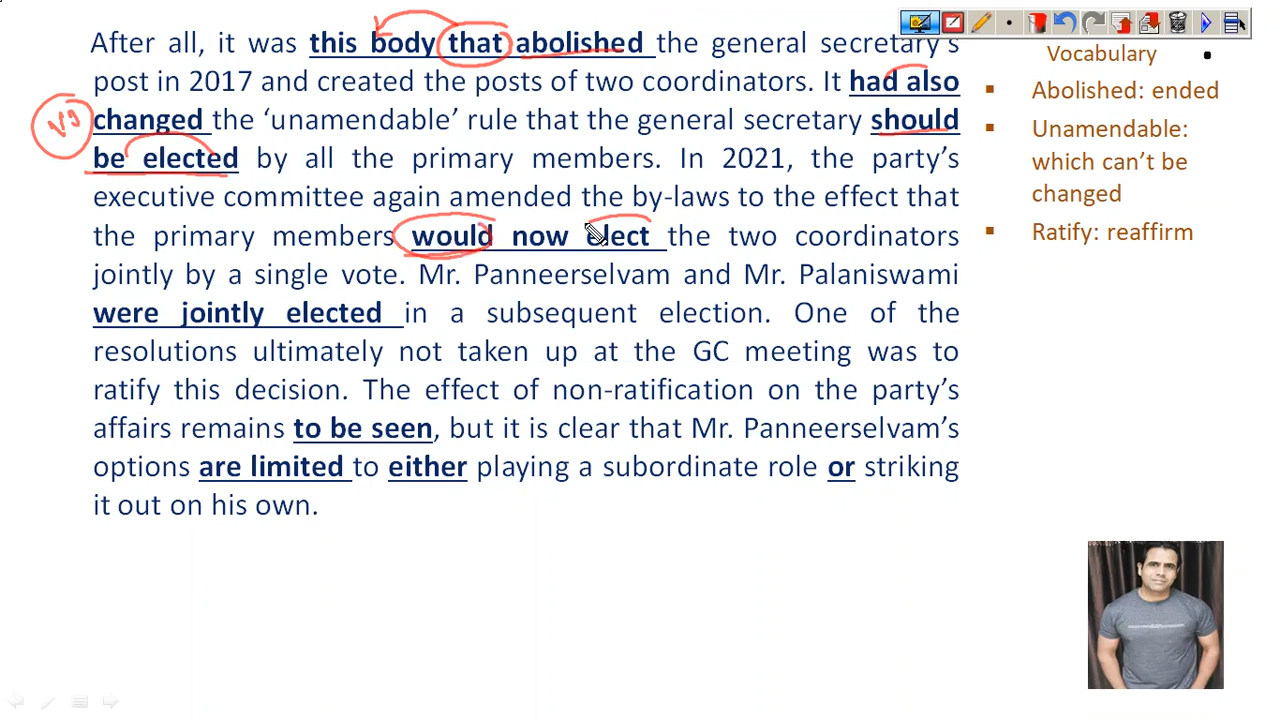 After all, it was this body that abolished the general secretary's
post in 2017 and created the posts of two coordinators. It had also
changed the ‘unamendable’ rule that the general secretary should
be elected by all the primary members. In 2021, the party’s
executive committee again amended the by-laws to the effect that
the primary members would now elect the two coordinators
jointly by a single vote. Mr. Panneerselvam and Mr. Palaniswami
were jointly elected in a subsequent election. One of the
resolutions ultimately not taken up at the GC meeting was to
ratify this decision. The effect of non-ratification on the party’s
affairs remains to be seen, but it is clear that Mr. Panneerselvam’s
options are limited to either playing a subordinate role or striking
it out on his own.
V3
Vocabulary
Abolished: ended
Unamendable:
which can’t be
changed
Ratify: reaffirm